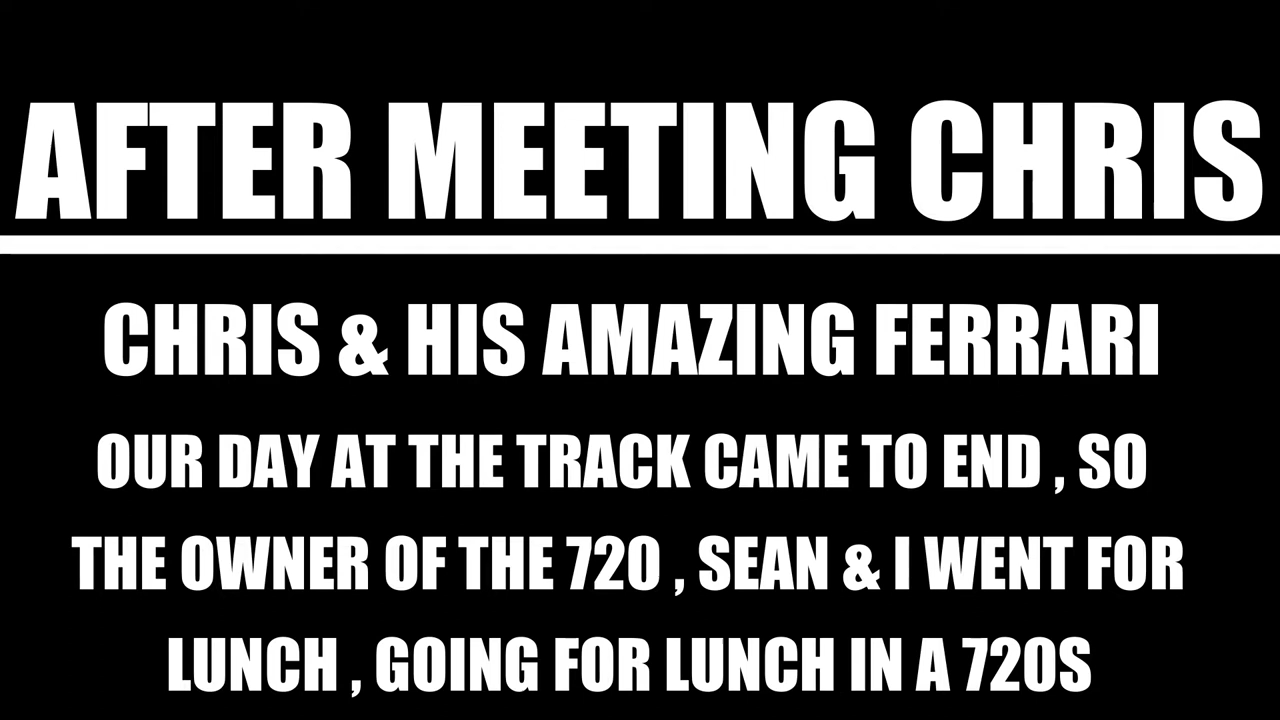 AFTER MEETING CHRIS
CHRIS & HIS AMAZING FERRARI
OUR DAY AT THE TRACK CAME TO END , SO
THE OWNER OF THE 720 , SEAN & I WENT FOR
LUNCH , GOING FOR LUNCH IN A 720S